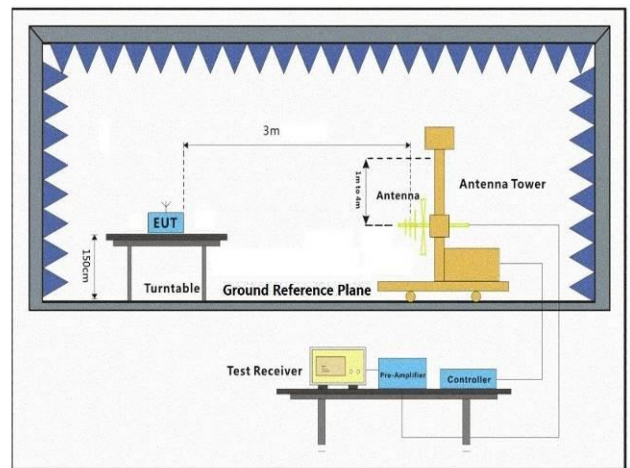 3m
1m to 4m
Antenna
Antenna Tower
EUT
150cm
Turntable
Ground Reference Plane
Test Receiver
Pre-Amplifier
Controller